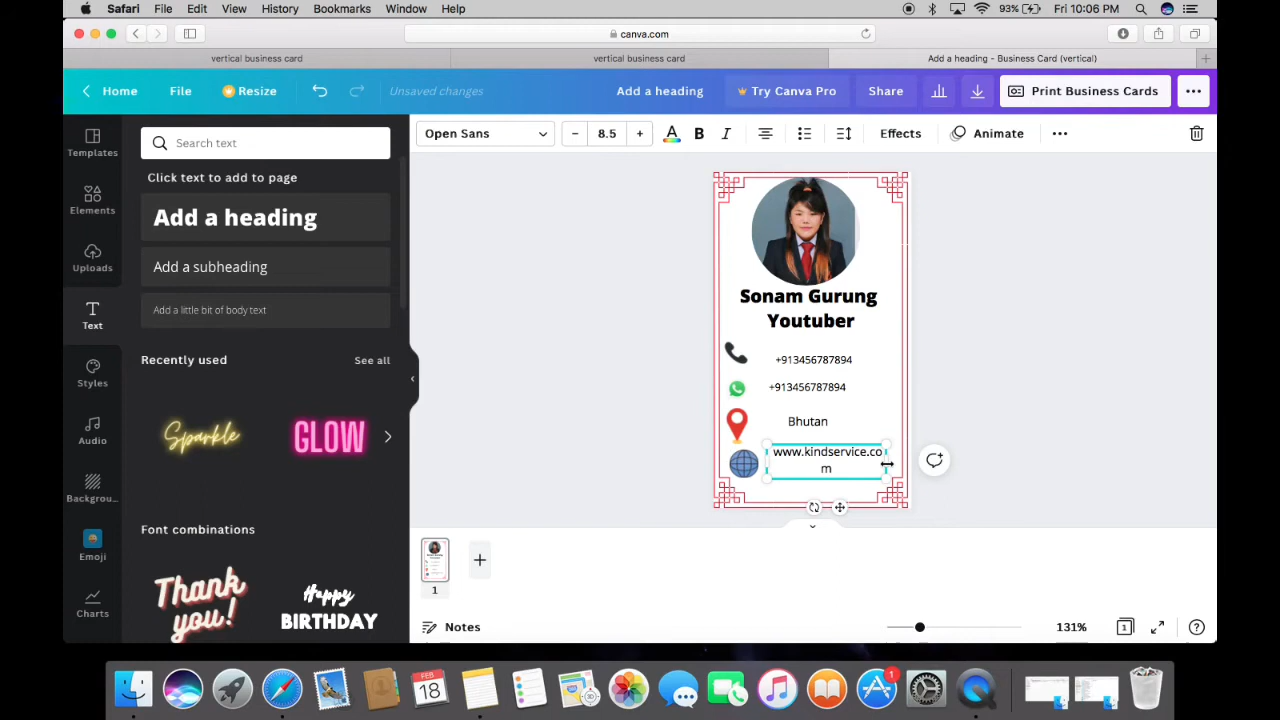 Safari File Edit View History Bookmarks Window Help 93% Fri 10:06 PM
canva.com
vertical business card vertical business card Add a heading - Business Card (vertical)
Home File Resize Unsaved changes Add a heading Try Canva Pro Share Print Business Cards
Templates
Elements
Uploads
Text
Styles
Audio
Backgrou...
Emoji
Charts
Search text
Click text to add to page
Add a heading
Add a subheading
Add a little bit of body text
Recently used See all
Sparkle GLOW
Font combinations
Thank you!
Happy
BIRTHDAY
Open Sans – 8.5 + A B I Effects Animate
Sonam Gurung
Youtuber
+913456787894
+913456787894
Bhutan
www.kindservice.co
m
1
Notes 131% 1
FEB
18
1